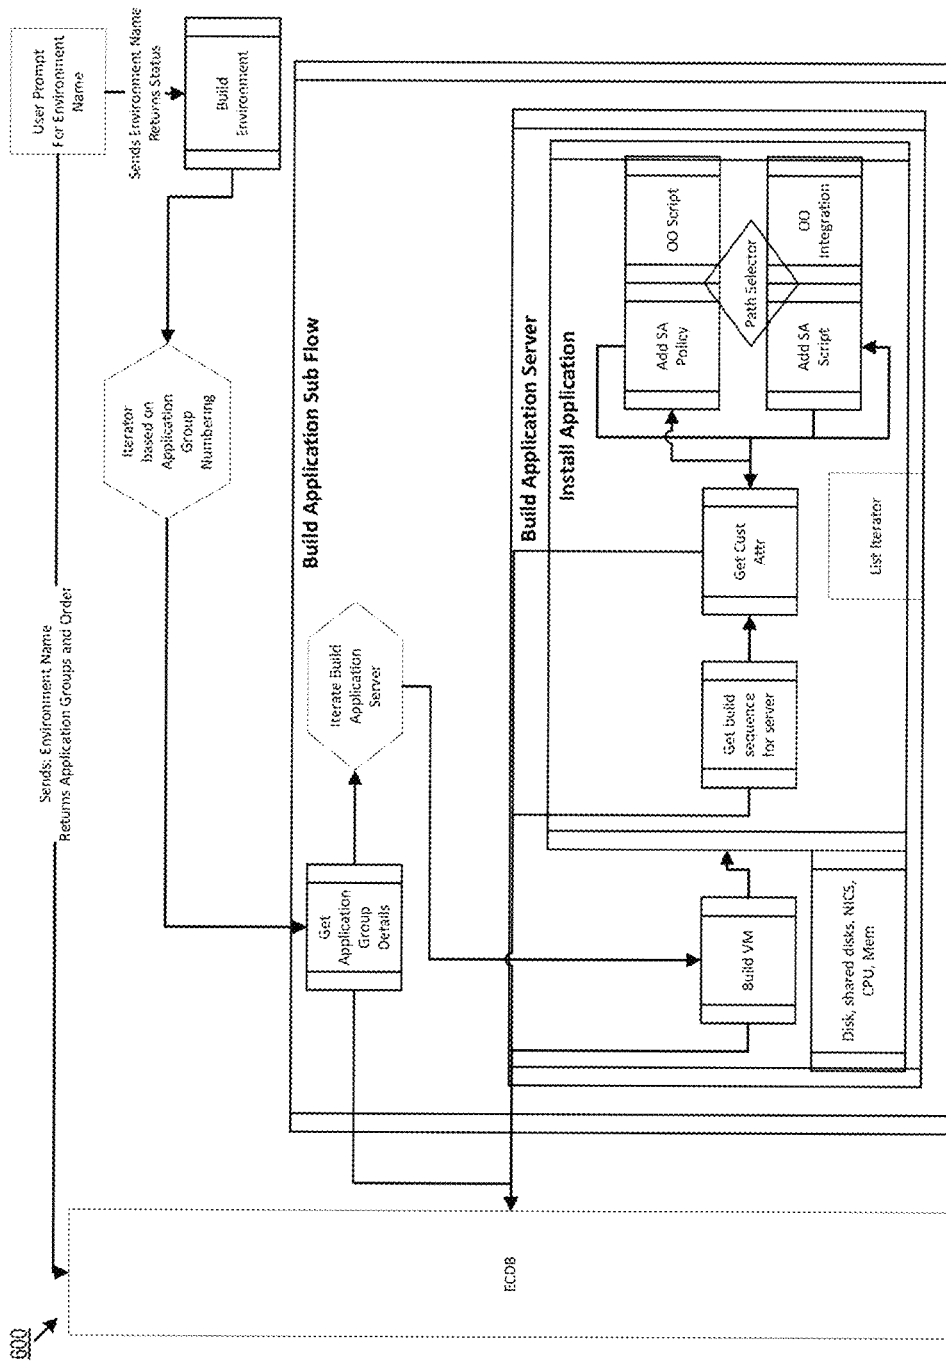 600
User Prompt
For Environment
Name
Sends Environment Name
Returns Status
Build
Environment
Sends: Environment Name
Returns Application Groups and Order
Iterator
based on
Application
Group
Numbering
Build Application Sub Flow
Get
Application
Group
Details
Iterate Build
Application
Server
Build Application Server
Install Application
Build VM
Disk, shared disks, NICS,
CPU, Mem
Get build
sequence
for server
Get Cust
Attr
List Iterator
Add SA
Policy
OO Script
Path Selector
Add SA
Script
OO
Integration
ECDB